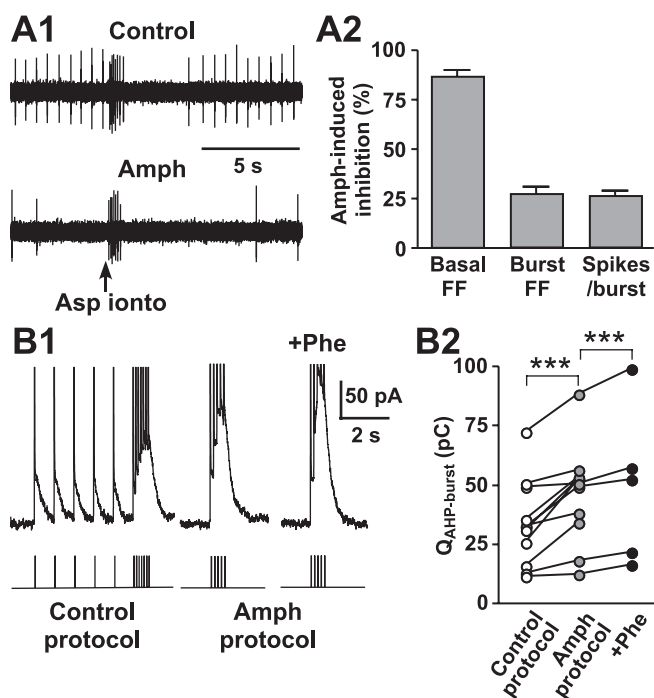 A1
Control
5 s
Amph
Asp ionto
A2
Amph-induced
inhibition (%)
100
75
50
25
0
Basal
FF
Burst
FF
Spikes
/burst
B1
+Phe
50 pA
2 s
Control
protocol
Amph
protocol
B2
***
***
QAHP-burst (pC)
100
75
50
25
0
Control
protocol
Amph
protocol
+Phe